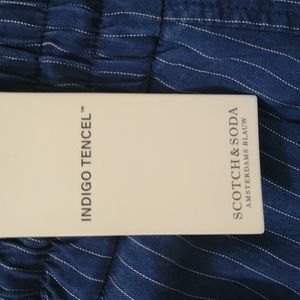 INDIGO TENCEL™
SCOTCH & SODA
AMSTERDAMS BLAUW